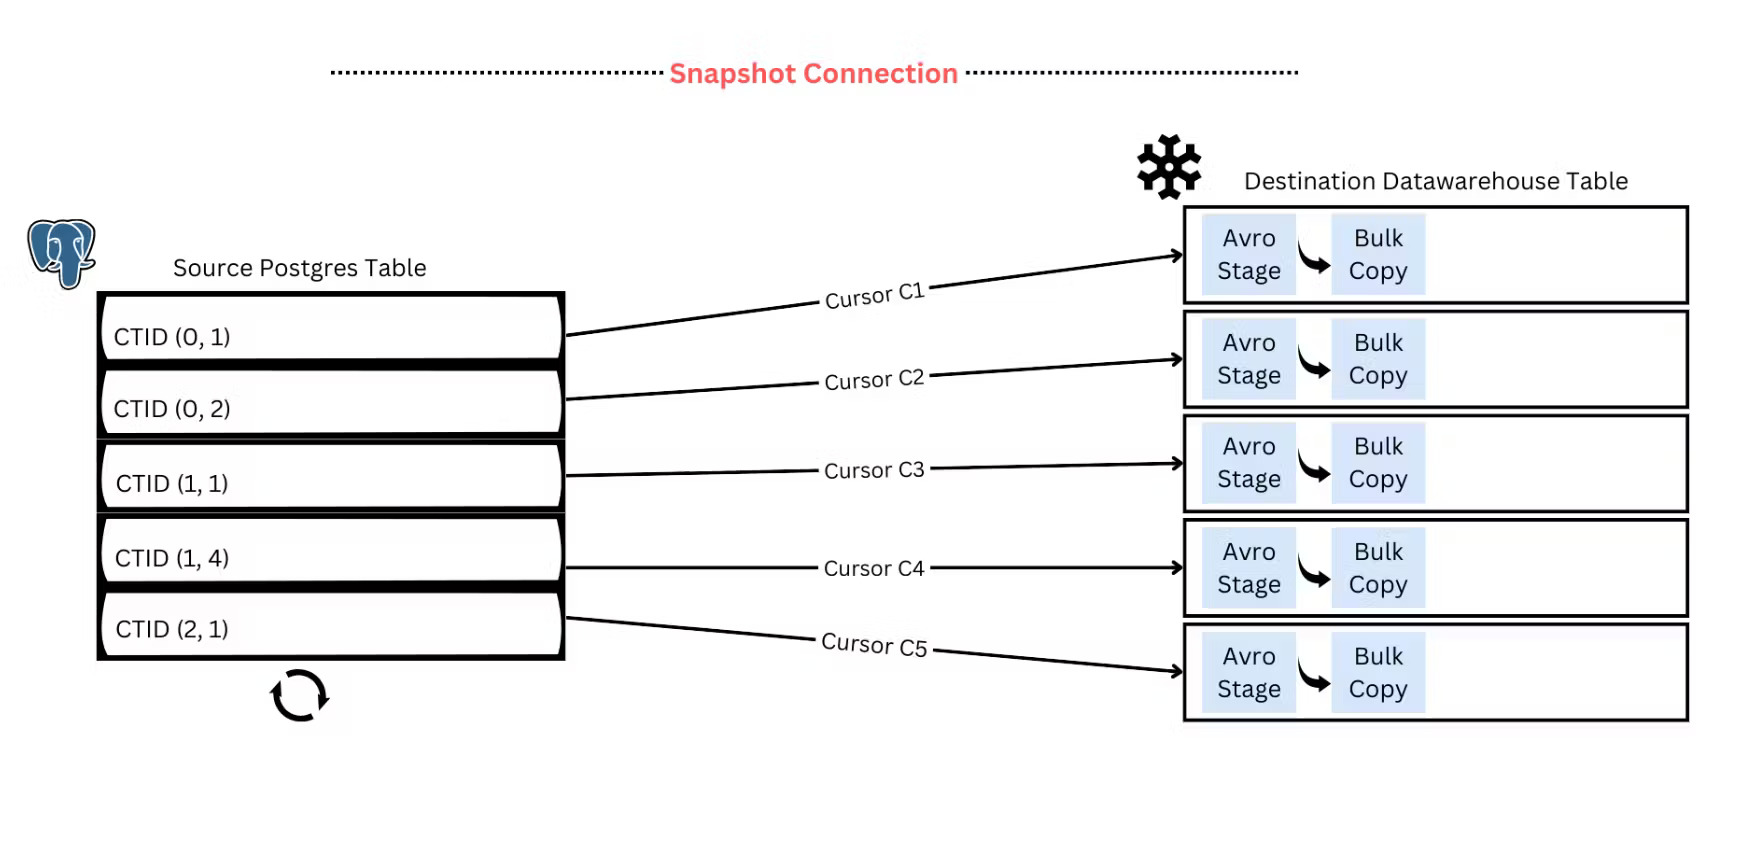 Snapshot Connection
Destination Datawarehouse Table
Source Postgres Table
CTID (0, 1)
CTID (0, 2)
CTID (1, 1)
CTID (1, 4)
CTID (2, 1)
Cursor C1
Cursor C2
Cursor C3
Cursor C4
Cursor C5
Avro
Stage
Bulk
Copy
Avro
Stage
Bulk
Copy
Avro
Stage
Bulk
Copy
Avro
Stage
Bulk
Copy
Avro
Stage
Bulk
Copy